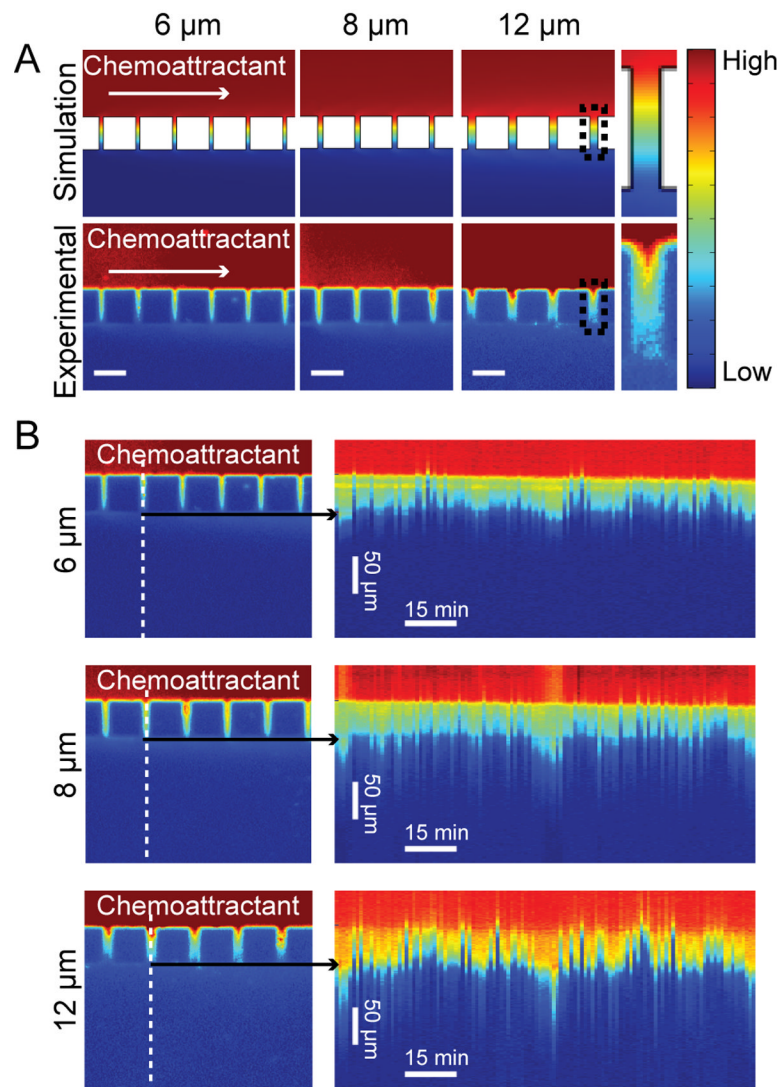 6 µm
8 µm
12 µm
A
Simulation
Chemoattractant
High
Experimental
Chemoattractant
Low
B
6 µm
Chemoattractant
50 µm
15 min
8 µm
Chemoattractant
50 µm
15 min
12 µm
Chemoattractant
50 µm
15 min